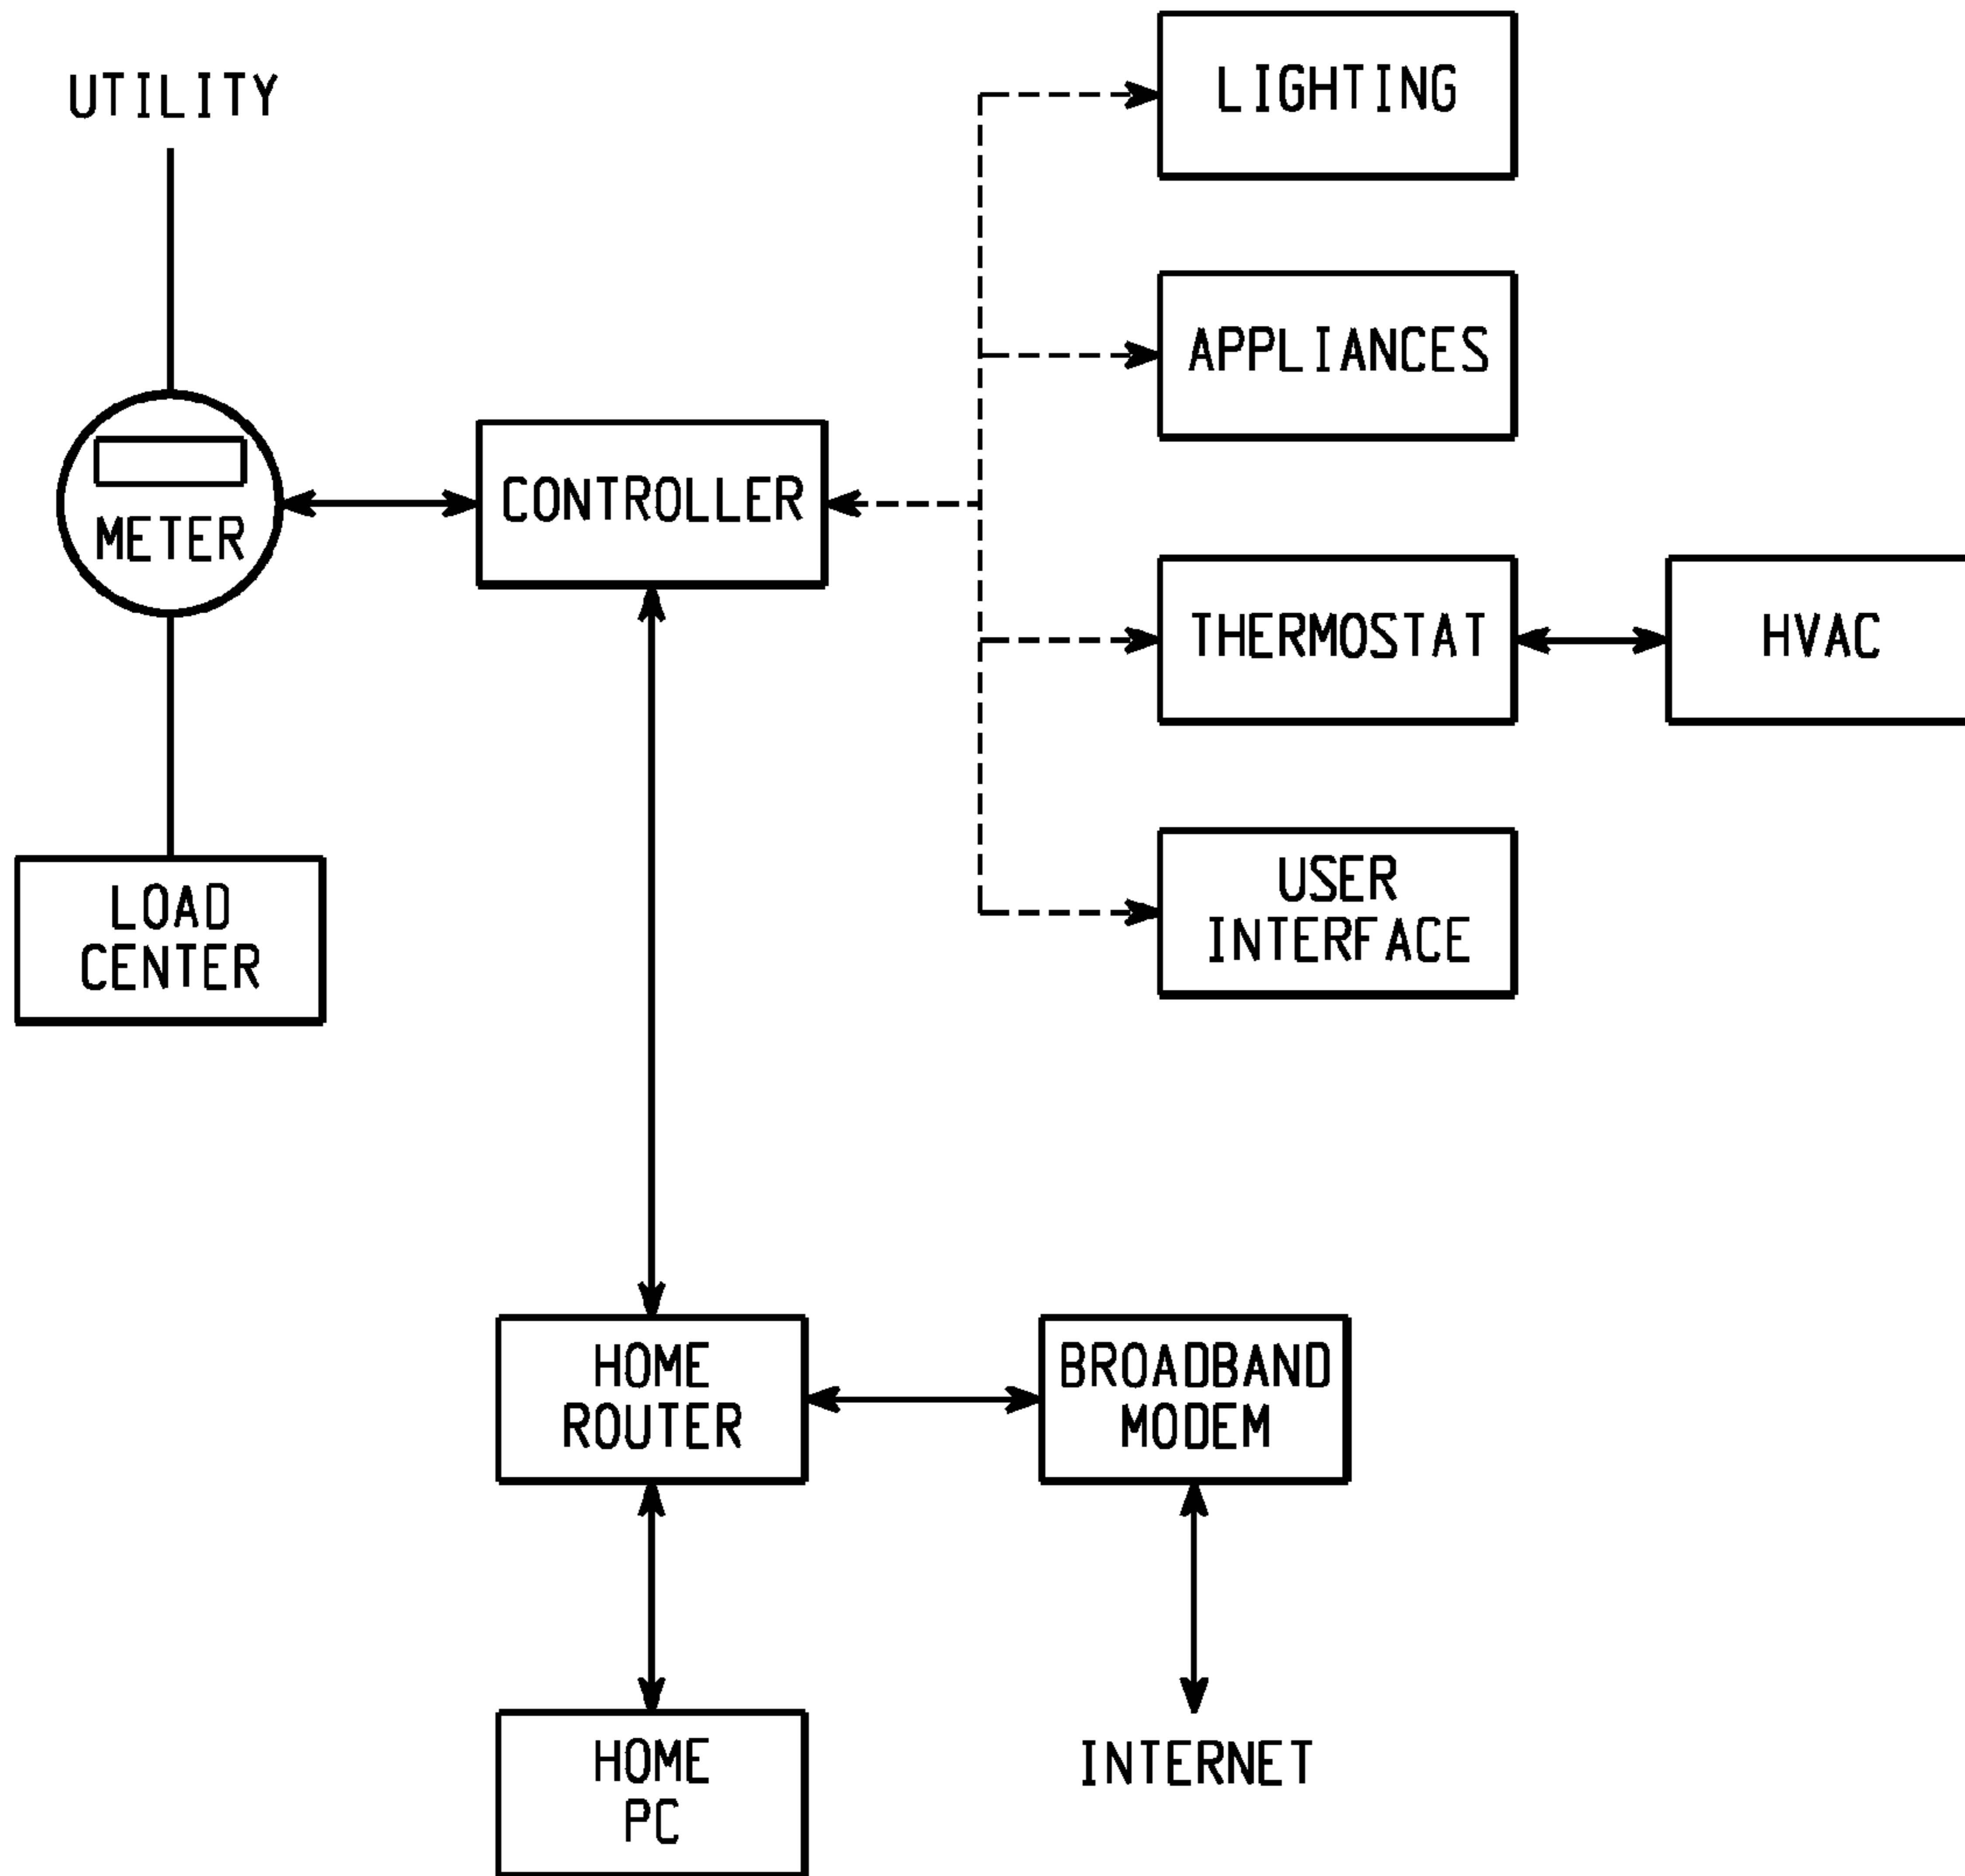 UTILITY
LIGHTING
APPLIANCES
METER
CONTROLLER
THERMOSTAT
HVAC
LOAD
CENTER
USER
INTERFACE
HOME
ROUTER
BROADBAND
MODEM
HOME
PC
INTERNET